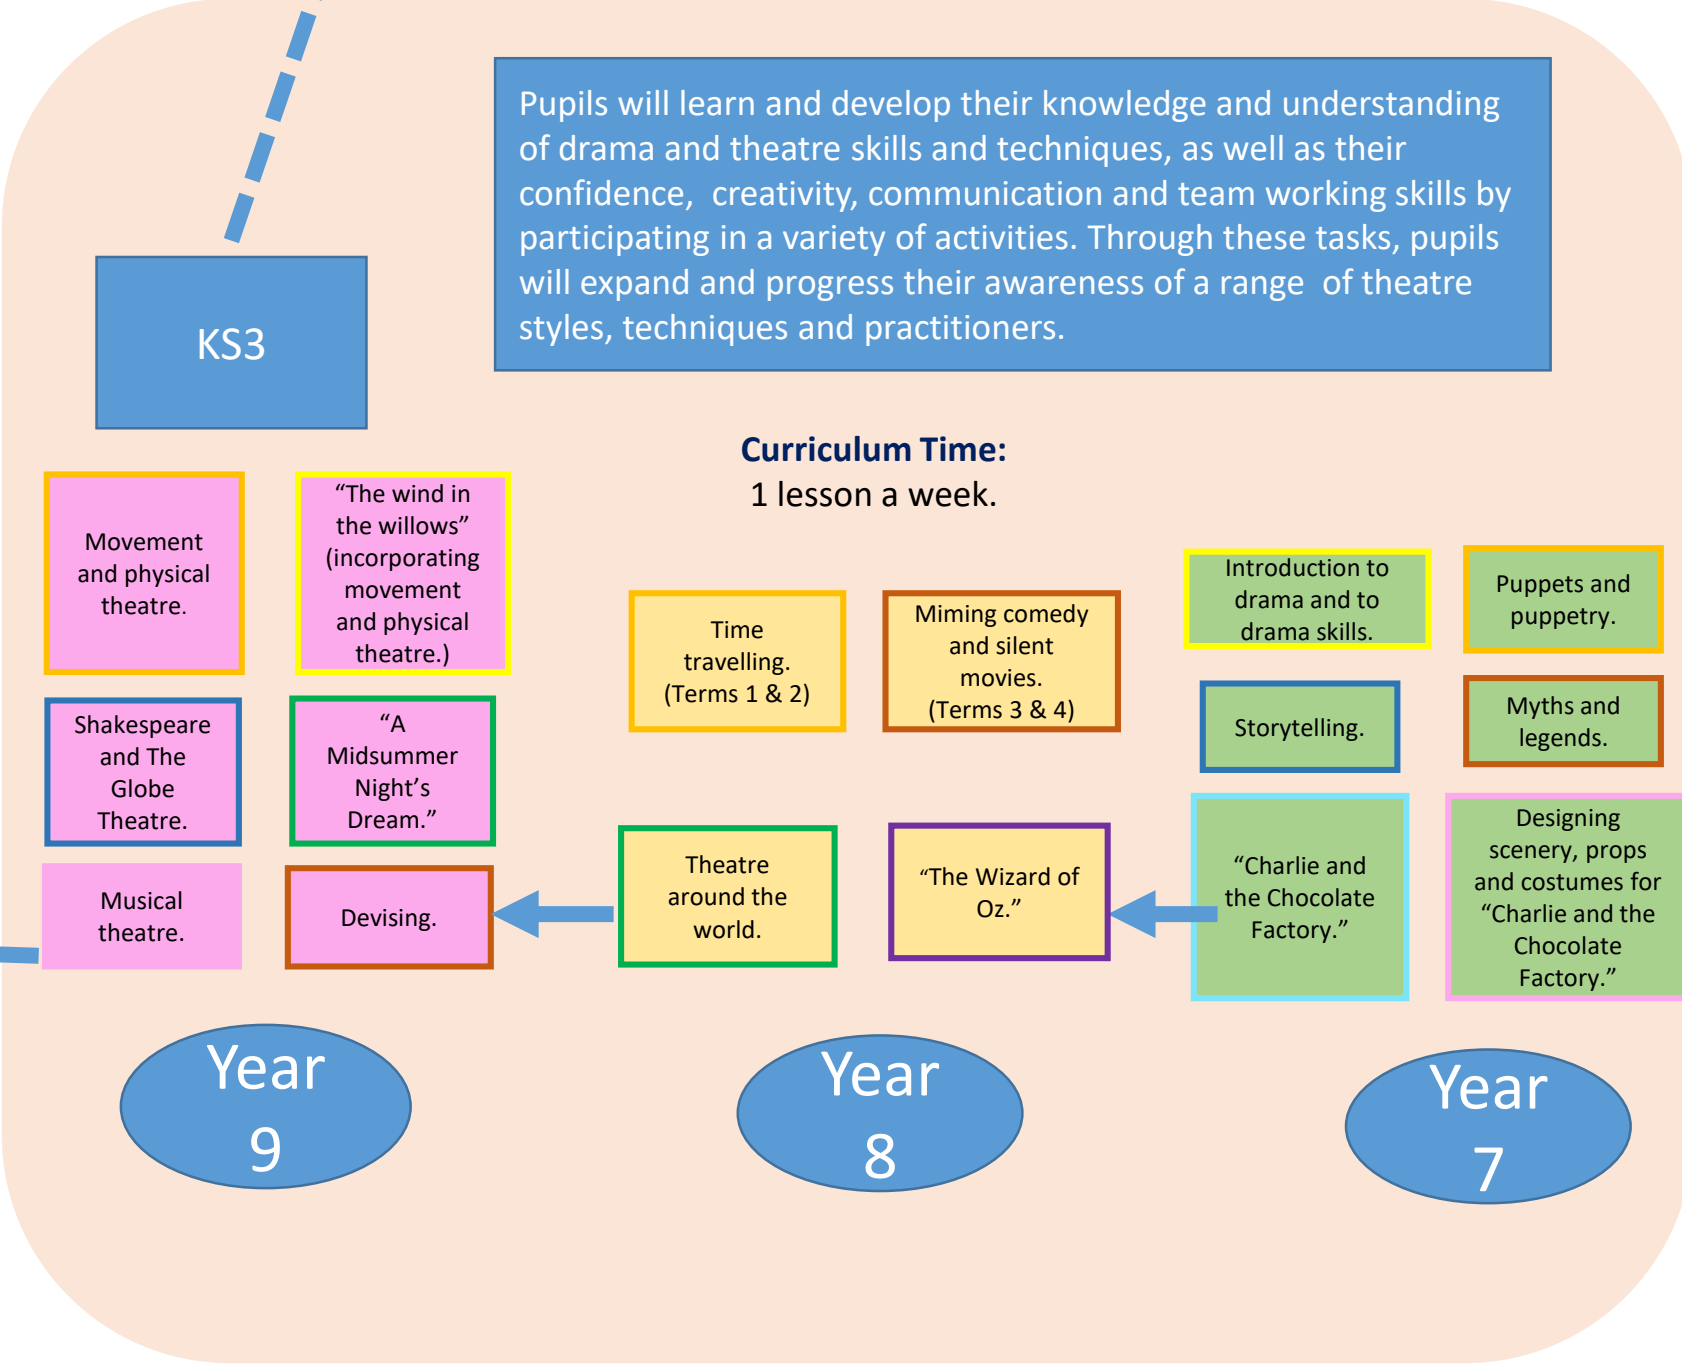 Pupils will learn and develop their knowledge and understanding
of drama and theatre skills and techniques, as well as their
confidence,  creativity, communication and team working skills by
participating in a variety of activities. Through these tasks, pupils
will expand and progress their awareness of a range  of theatre
styles, techniques and practitioners.
KS3
Curriculum Time:
1 lesson a week.
Movement
and physical
theatre.
“The wind in
the willows”
(incorporating
movement
and physical
theatre.)
Shakespeare
and The
Globe
Theatre.
“A
Midsummer
Night’s
Dream.”
Musical
theatre.
Devising.
Time
travelling.
(Terms 1 & 2)
Miming comedy
and silent
movies.
(Terms 3 & 4)
Theatre
around the
world.
“The Wizard of
Oz.”
Introduction to
drama and to
drama skills.
Puppets and
puppetry.
Storytelling.
Myths and
legends.
“Charlie and
the Chocolate
Factory.”
Designing
scenery, props
and costumes for
“Charlie and the
Chocolate
Factory.”
Year
9
Year
8
Year
7